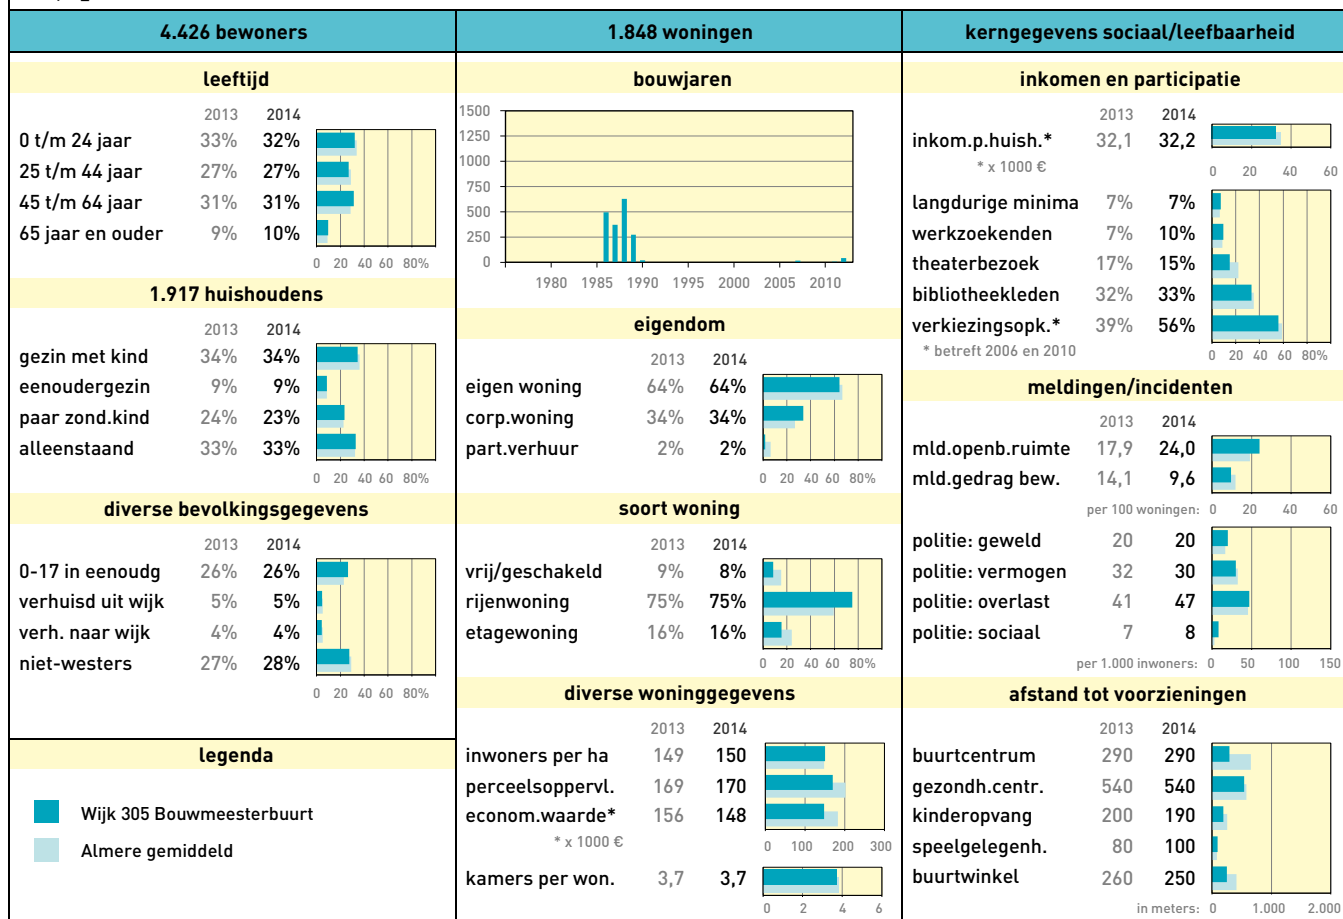 4.426 bewoners
leeftijd
2013 2014
0 t/m 24 jaar 33% 32%
25 t/m 44 jaar 27% 27%
45 t/m 64 jaar 31% 31%
65 jaar en ouder 9% 10%
0 20 40 60 80%
1.917 huishoudens
2013 2014
gezin met kind 34% 34%
eenoudergezin 9% 9%
paar zond.kind 24% 23%
alleenstaand 33% 33%
0 20 40 60 80%
diverse bevolkingsgegevens
2013 2014
0-17 in eenoudg 26% 26%
verhuisd uit wijk 5% 5%
verh. naar wijk 4% 4%
niet-westers 27% 28%
0 20 40 60 80%
legenda
Wijk 305 Bouwmeesterbuurt
Almere gemiddeld
1.848 woningen
bouwjaren
1500
1250
1000
750
500
250
0
1980 1985 1990 1995 2000 2005 2010
eigendom
2013 2014
eigen woning 64% 64%
corp.woning 34% 34%
part.verhuur 2% 2%
0 20 40 60 80%
soort woning
2013 2014
vrij/geschakeld 9% 8%
rijenwoning 75% 75%
etagewoning 16% 16%
0 20 40 60 80%
diverse woninggegevens
2013 2014
inwoners per ha 149 150
perceelsoppervl. 169 170
econom.waarde* 156 148
* x 1000 €
0 100 200 300
kamers per won. 3,7 3,7
0 2 4 6
kerngegevens sociaal/leefbaarheid
inkomen en participatie
2013 2014
inkom.p.huish.* 32,1 32,2
* x 1000 €
0 20 40 60
langdurige minima 7% 7%
werkzoekenden 7% 10%
theaterbezoek 17% 15%
bibliotheekleden 32% 33%
verkiezingsopk.* 39% 56%
* betreft 2006 en 2010
0 20 40 60 80%
meldingen/incidenten
2013 2014
mld.openb.ruimte 17,9 24,0
mld.gedrag bew. 14,1 9,6
per 100 woningen: 0 20 40 60
politie: geweld 20 20
politie: vermogen 32 30
politie: overlast 41 47
politie: sociaal 7 8
per 1.000 inwoners: 0 50 100 150
afstand tot voorzieningen
2013 2014
buurtcentrum 290 290
gezondh.centr. 540 540
kinderopvang 200 190
speelgelegenh. 80 100
buurtwinkel 260 250
in meters: 0 1.000 2.000